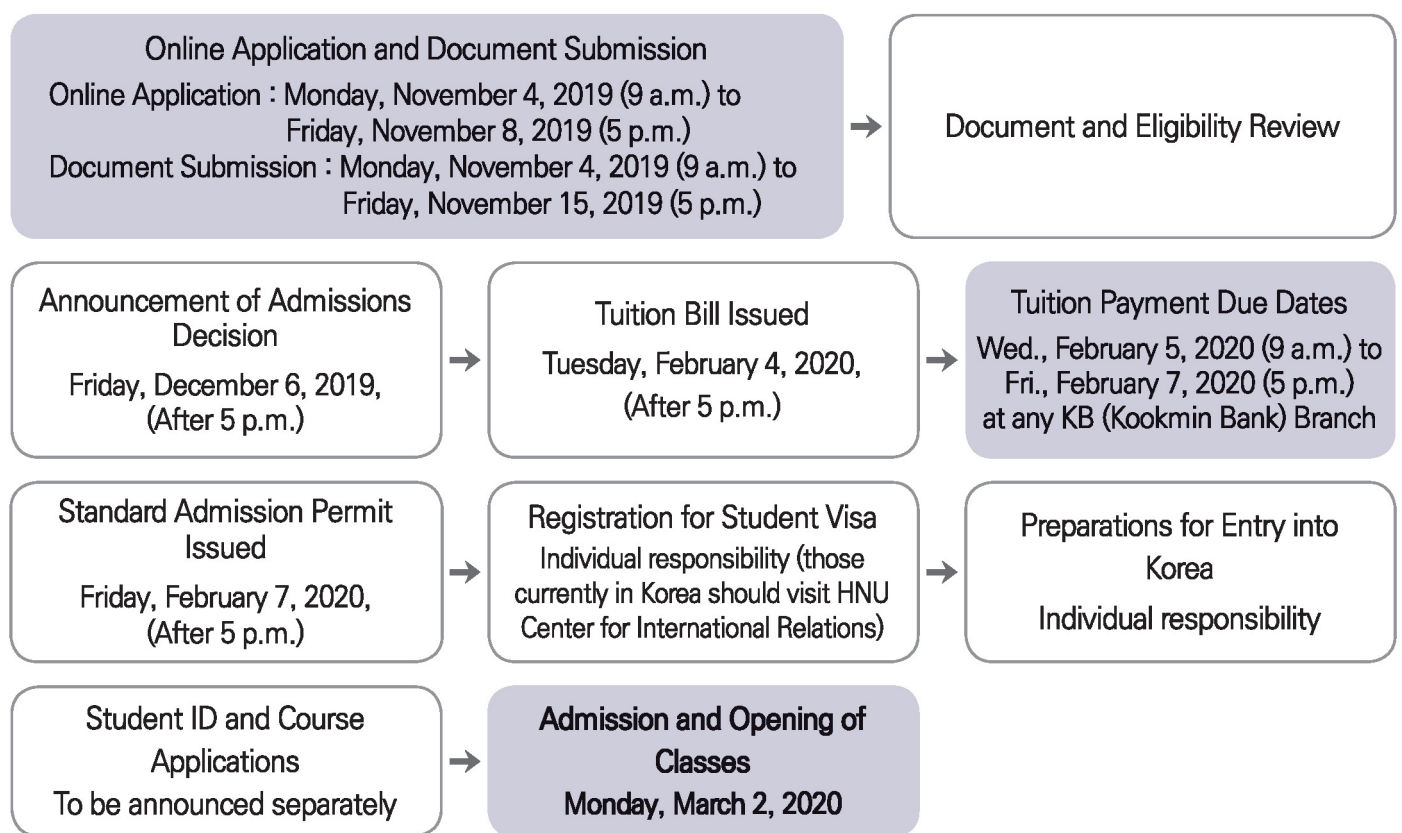 Online Application and Document Submission
Online Application : Monday, November 4, 2019 (9 a.m.) to
Friday, November 8, 2019 (5 p.m.)
Document Submission : Monday, November 4, 2019 (9 a.m.) to
Friday, November 15, 2019 (5 p.m.)
Document and Eligibility Review
Announcement of Admissions
Decision
Friday, December 6, 2019,
(After 5 p.m.)
Tuition Bill Issued
Tuesday, February 4, 2020,
(After 5 p.m.)
Tuition Payment Due Dates
Wed., February 5, 2020 (9 a.m.) to
Fri., February 7, 2020 (5 p.m.)
at any KB (Kookmin Bank) Branch
Standard Admission Permit
Issued
Friday, February 7, 2020,
(After 5 p.m.)
Registration for Student Visa
Individual responsibility (those
currently in Korea should visit HNU
Center for International Relations)
Preparations for Entry into
Korea
Individual responsibility
Student ID and Course
Applications
To be announced separately
Admission and Opening of
Classes
Monday, March 2, 2020